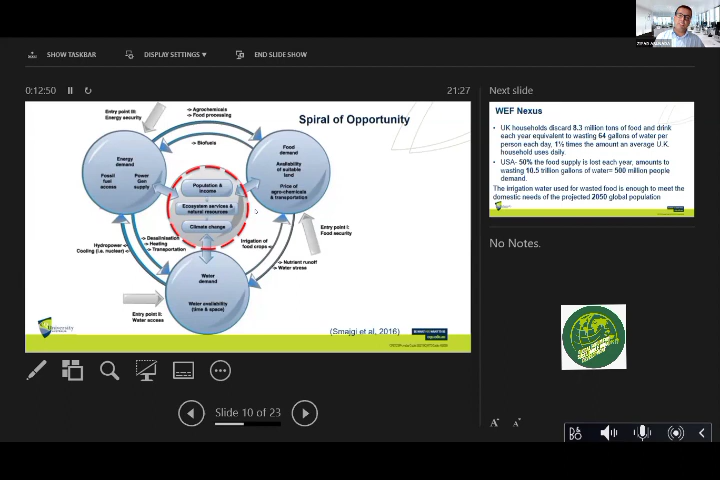 SHOW TASKBAR
DISPLAY SETTINGS ▾
END SLIDE SHOW
0:12:50
21:27
Next slide
Spiral of Opportunity
Entry point III:
Energy security
-> Agrochemicals
-> Food processing
-> Biofuels
Energy
demand
Fossil
fuel
access
Power
Gen
supply
Food
demand
Availability
of suitable
land
Price of
agro-chemicals
& transportation
Population &
income
Ecosystem services &
natural resources
Climate change
-> Desalinisation
-> Heating
-> Transportation
Hydropower <-
Cooling (i.e. nuclear) <-
Irrigation of
food crops <-
-> Nutrient runoff
-> Water stress
Entry point I:
Food security
Water
demand
Water availability
(time & space)
Entry point II:
Water access
(Smajgi et al, 2016)
WEF Nexus
• UK households discard 8.3 million tons of food and drink
each year equivalent to wasting 64 gallons of water per
person each day, 1½ times the amount an average U.K.
household uses daily.
• USA- 50% the food supply is lost each year, amounts to
wasting 10.5 trillion gallons of water= 500 million people
demand.
The irrigation water used for wasted food is enough to meet the
domestic needs of the projected 2050 global population
No Notes.
Slide 10 of 23
A
A